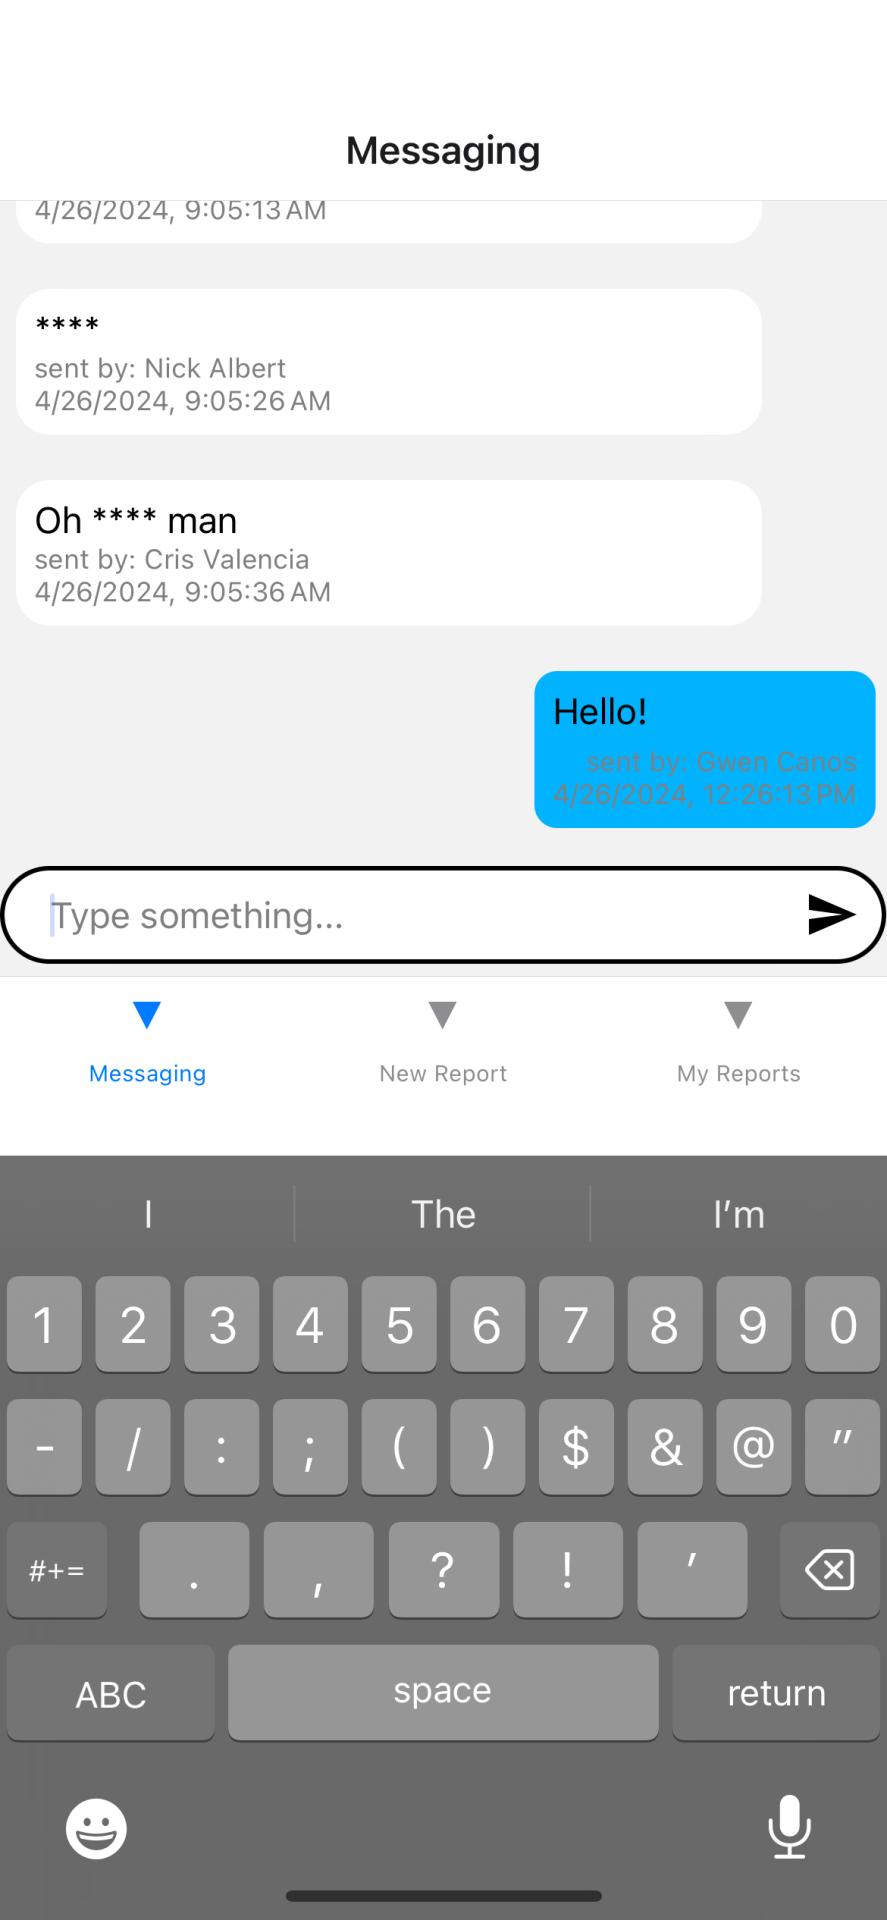 Messaging
4/26/2024, 9:05:13 AM
****
sent by: Nick Albert
4/26/2024, 9:05:26 AM
Oh **** man
sent by: Cris Valencia
4/26/2024, 9:05:36 AM
Hello!
sent by: Gwen Canos
4/26/2024, 12:26:13 PM
Type something...
Messaging New Report My Reports
I The I'm
1 2 3 4 5 6 7 8 9 0
- / : ; ( ) $ & @ "
#+= . , ? ! '
ABC space return